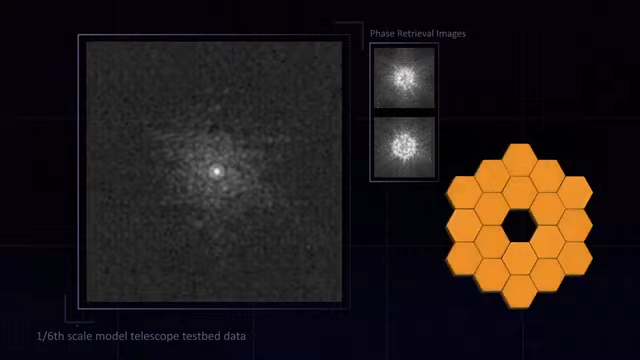 Phase Retrieval Images
1/6th scale model telescope testbed data